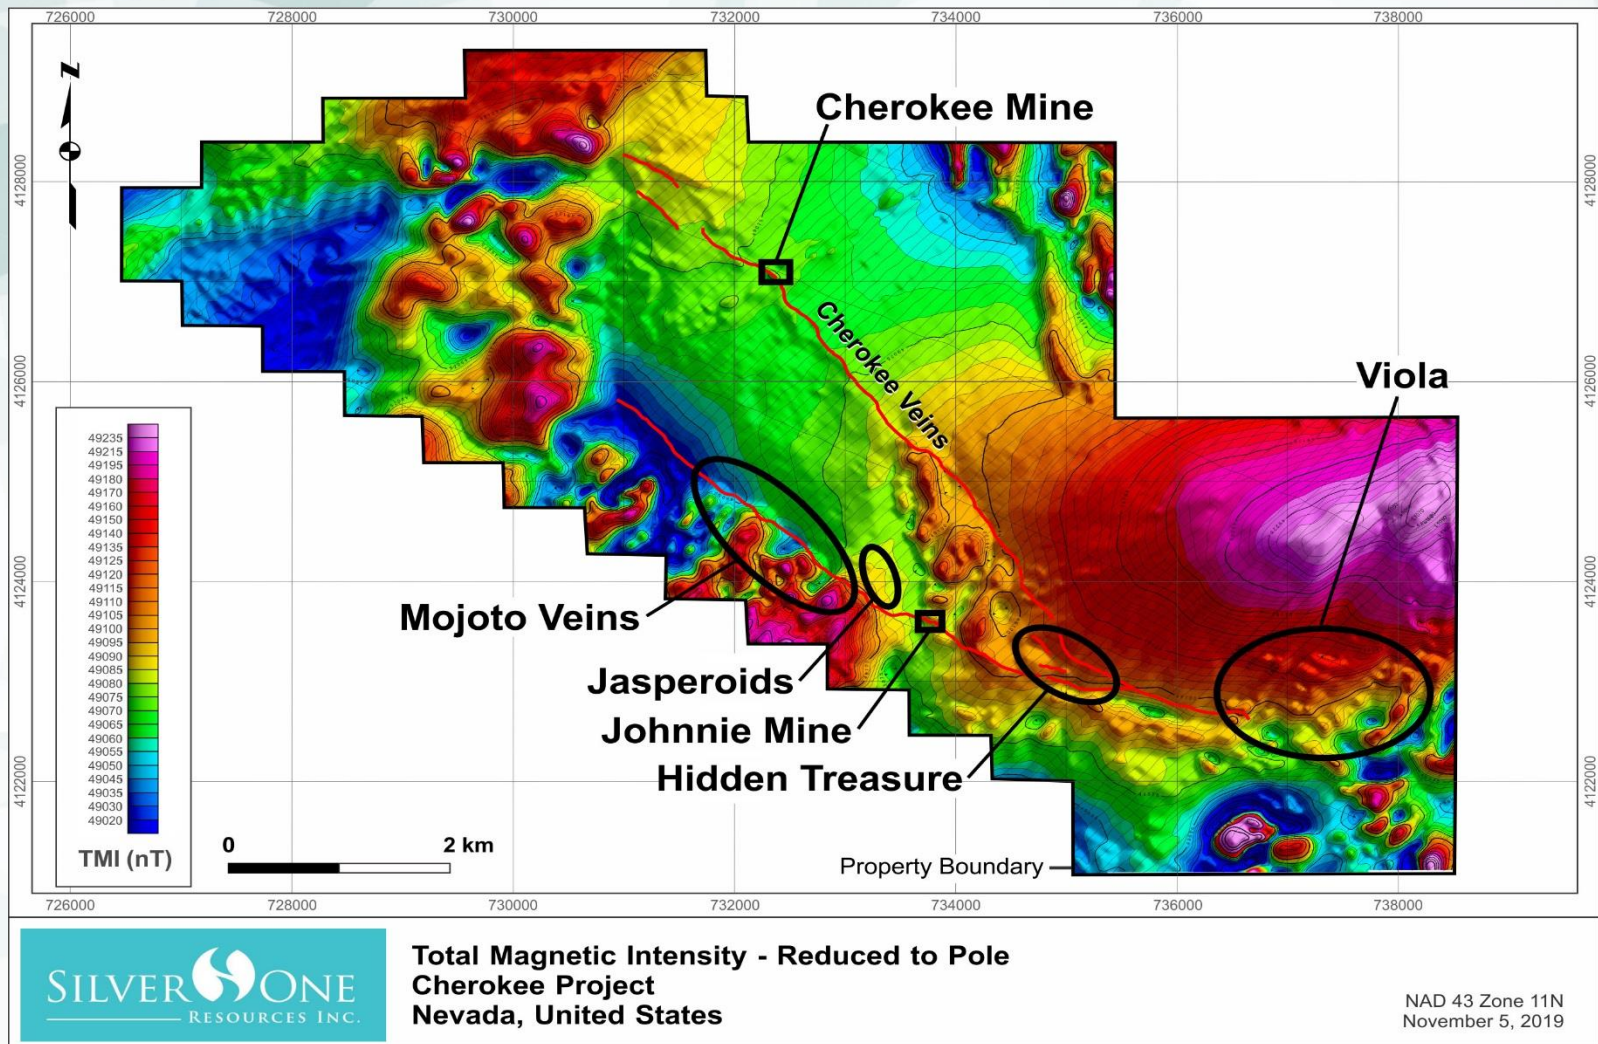 726000
728000
730000
732000
734000
736000
738000
4128000
4126000
4124000
4122000
4128000
4126000
4124000
4122000
N
Cherokee Mine
Cherokee Veins
Viola
Mojoto Veins
Jasperoids
Johnnie Mine
Hidden Treasure
Property Boundary
49235
49215
49195
49180
49170
49160
49150
49140
49135
49125
49120
49115
49110
49105
49100
49095
49090
49085
49080
49075
49070
49065
49060
49055
49050
49045
49035
49030
49020
TMI (nT)
0 2 km
726000
728000
730000
732000
734000
736000
738000
SILVER ONE
RESOURCES INC.
Total Magnetic Intensity - Reduced to Pole
Cherokee Project
Nevada, United States
NAD 43 Zone 11N
November 5, 2019